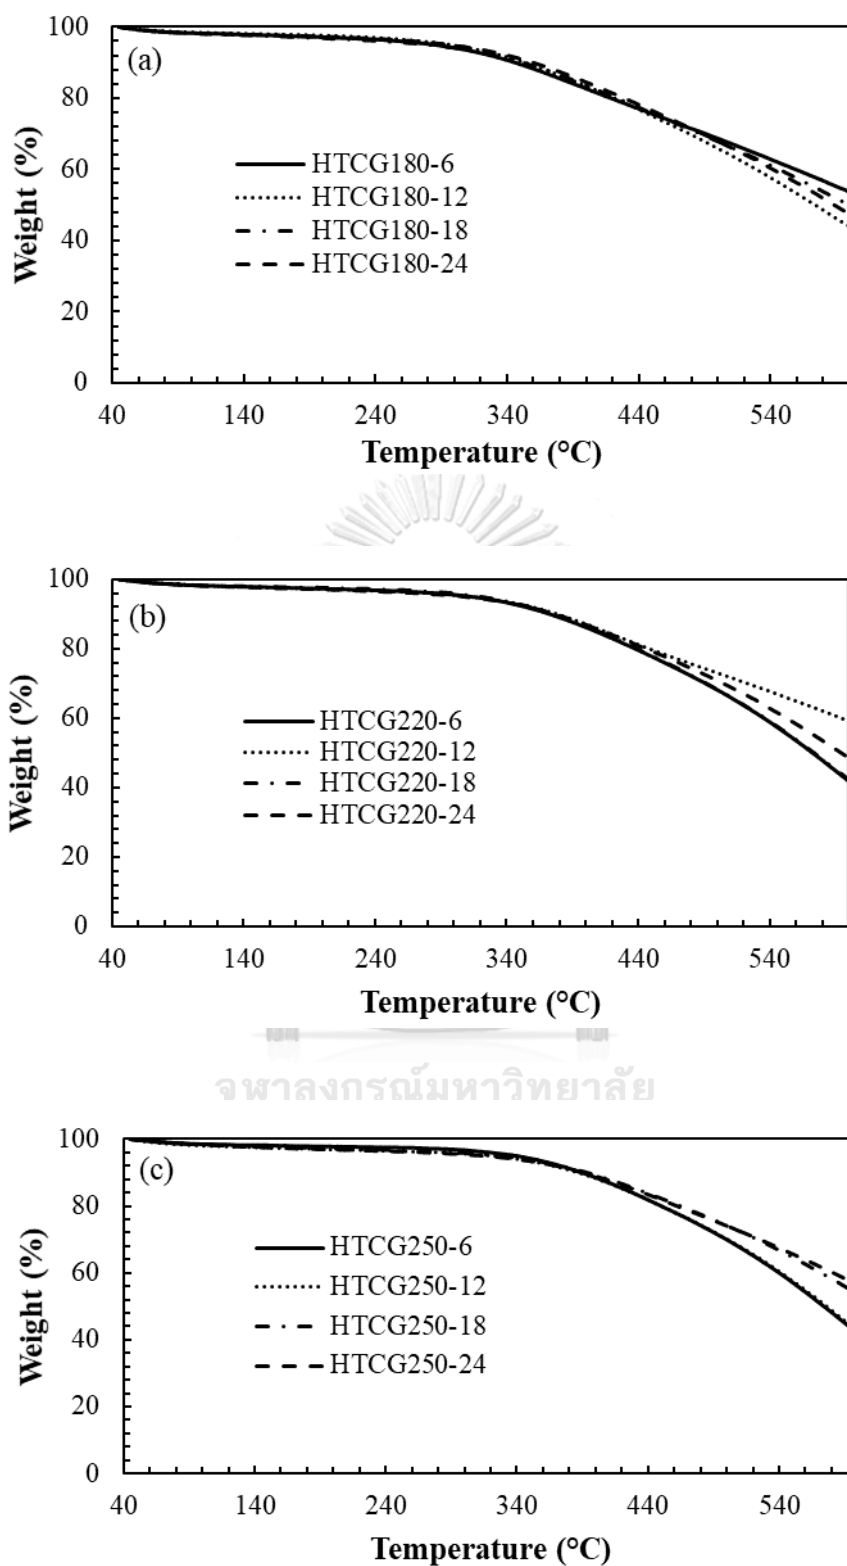 (a)
Weight (%)
100
80
60
40
20
0
HTCG180-6
HTCG180-12
HTCG180-18
HTCG180-24
40 140 240 340 440 540
Temperature (°C)
(b)
Weight (%)
100
80
60
40
20
0
HTCG220-6
HTCG220-12
HTCG220-18
HTCG220-24
40 140 240 340 440 540
Temperature (°C)
จุฬาลงกรณ์มหาวิทยาลัย
(c)
Weight (%)
100
80
60
40
20
0
HTCG250-6
HTCG250-12
HTCG250-18
HTCG250-24
40 140 240 340 440 540
Temperature (°C)